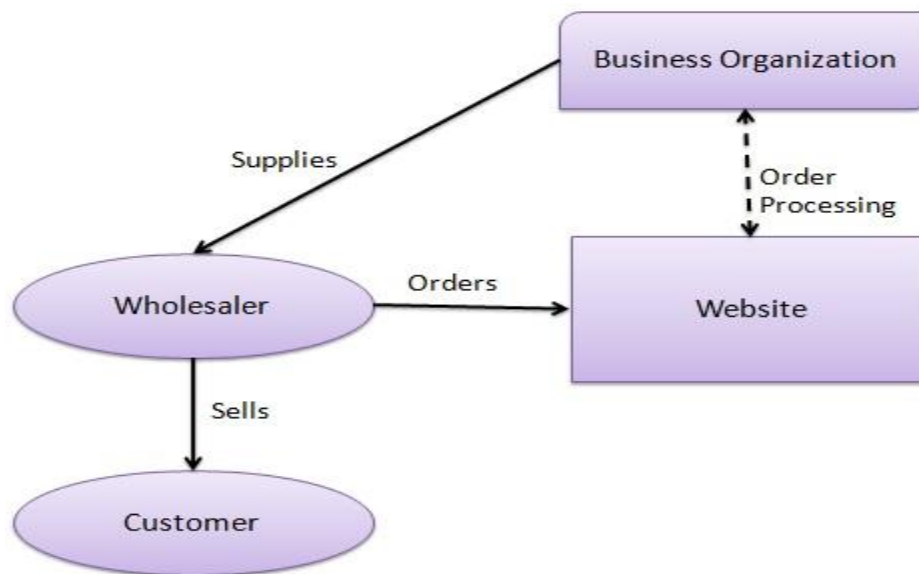 Business Organization
Supplies
Order
Processing
Orders
Wholesaler
Website
Sells
Customer